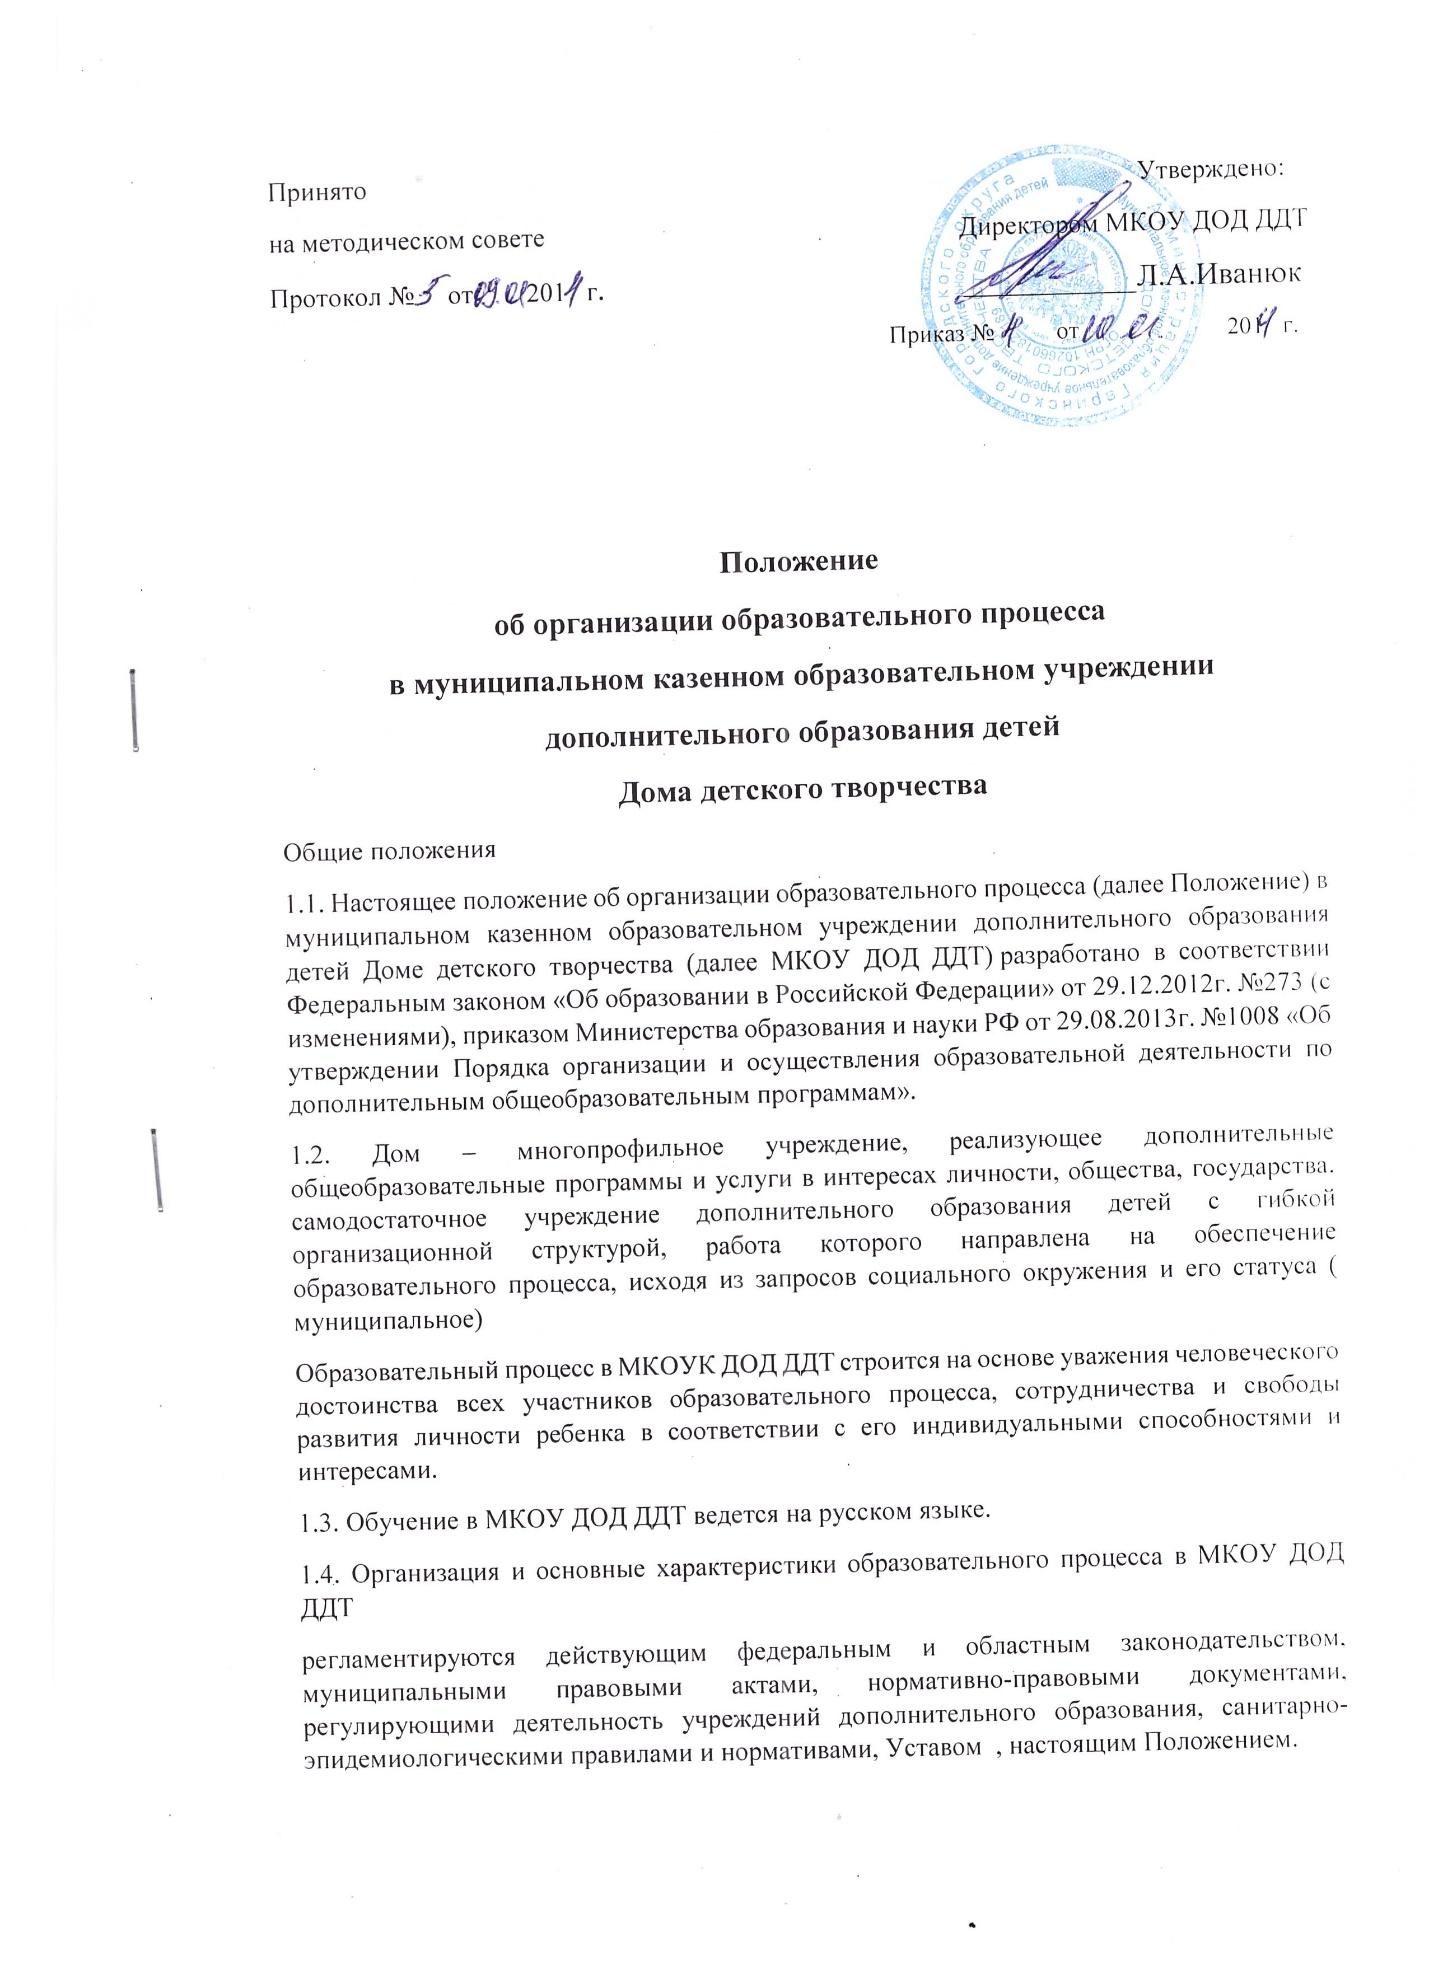 Принято
на методическом совете
Протокол № 5 от 09.01 2014 г.
Утверждено:
Директором МКОУ ДОД ДДТ
Л.А.Иванюк
Приказ № от 10 01 2014 г.
Положение
об организации образовательного процесса
в муниципальном казенном образовательном учреждении
дополнительного образования детей
Дома детского творчества
Общие положения
1.1. Настоящее положение об организации образовательного процесса (далее Положение) в
муниципальном казенном образовательном учреждении дополнительного образования
детей Доме детского творчества (далее МКОУ ДОД ДДТ) разработано в соответствии
Федеральным законом «Об образовании в Российской Федерации» от 29.12.2012г. №273 (с
изменениями), приказом Министерства образования и науки РФ от 29.08.2013г. №1008 «Об
утверждении Порядка организации и осуществления образовательной деятельности по
дополнительным общеобразовательным программам».
1.2. Дом – многопрофильное учреждение, реализующее дополнительные
общеобразовательные программы и услуги в интересах личности, общества, государства.
самодостаточное учреждение дополнительного образования детей с гибкой
организационной структурой, работа которого направлена на обеспечение
образовательного процесса, исходя из запросов социального окружения и его статуса (
муниципальное)
Образовательный процесс в МКОУК ДОД ДДТ строится на основе уважения человеческого
достоинства всех участников образовательного процесса, сотрудничества и свободы
развития личности ребенка в соответствии с его индивидуальными способностями и
интересами.
1.3. Обучение в МКОУ ДОД ДДТ ведется на русском языке.
1.4. Организация и основные характеристики образовательного процесса в МКОУ ДОД
ДДТ
регламентируются действующим федеральным и областным законодательством.
муниципальными правовыми актами, нормативно-правовыми документами,
регулирующими деятельность учреждений дополнительного образования, санитарно-
эпидемиологическими правилами и нормативами, Уставом , настоящим Положением.